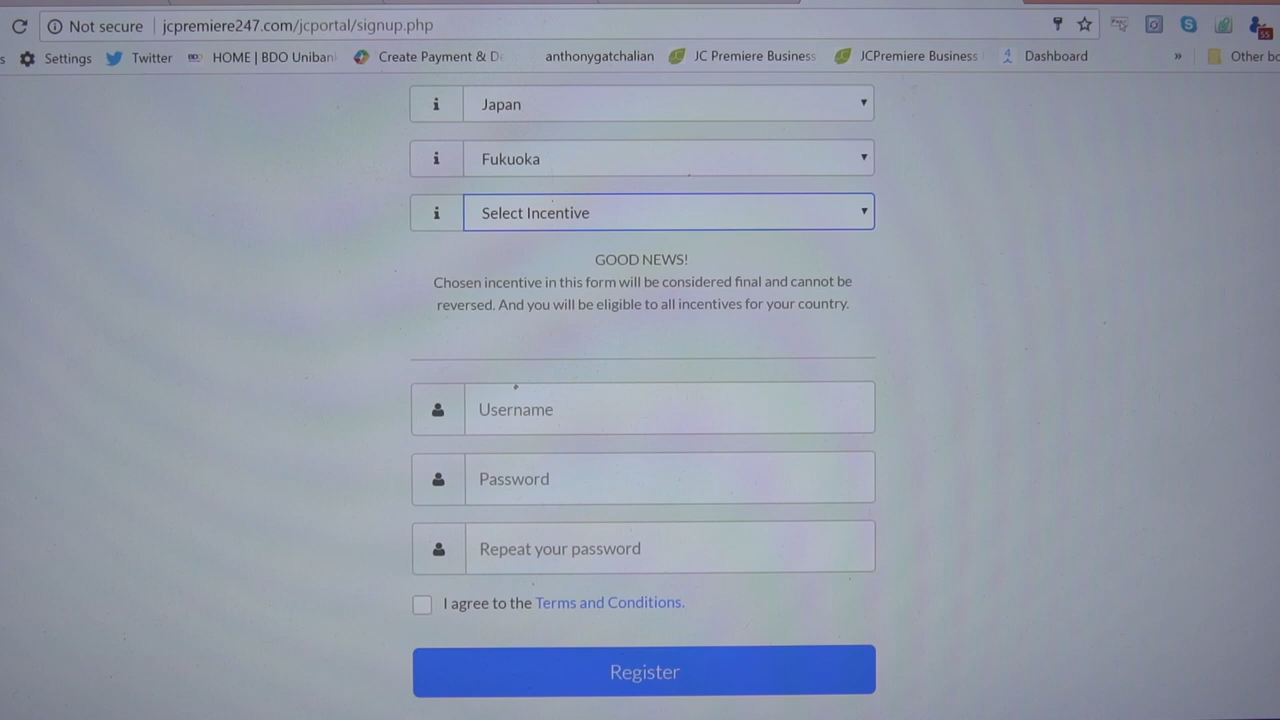 Not secure | jcpremiere247.com/jcportal/signup.php
s Settings Twitter BDO HOME | BDO Uniban Create Payment & De anthonygatchalian JC Premiere Business JCPremiere Business Dashboard » Other bo
55
i Japan
i Fukuoka
i Select Incentive
GOOD NEWS!
Chosen incentive in this form will be considered final and cannot be
reversed. And you will be eligible to all incentives for your country.
Username
Password
Repeat your password
I agree to the Terms and Conditions.
Register